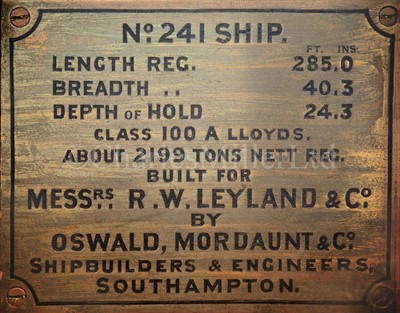 Nº 241 SHIP.
FT. INS.
LENGTH REG. 285.0
BREADTH .. 40.3
DEPTH OF HOLD 24.3
CLASS 100 A LLOYDS.
ABOUT 2199 TONS NETT REG.
BUILT FOR
MESSRS: R.W. LEYLAND & Cº
BY
OSWALD, MORDAUNT & Cº
SHIPBUILDERS & ENGINEERS,
SOUTHAMPTON.